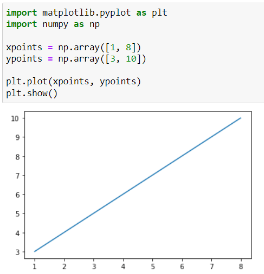 import matplotlib.pyplot as plt
import numpy as np
xpoints = np.array([1, 8])
ypoints = np.array([3, 10])
plt.plot(xpoints, ypoints)
plt.show()
10
9
8
7
6
5
4
3
1 2 3 4 5 6 7 8